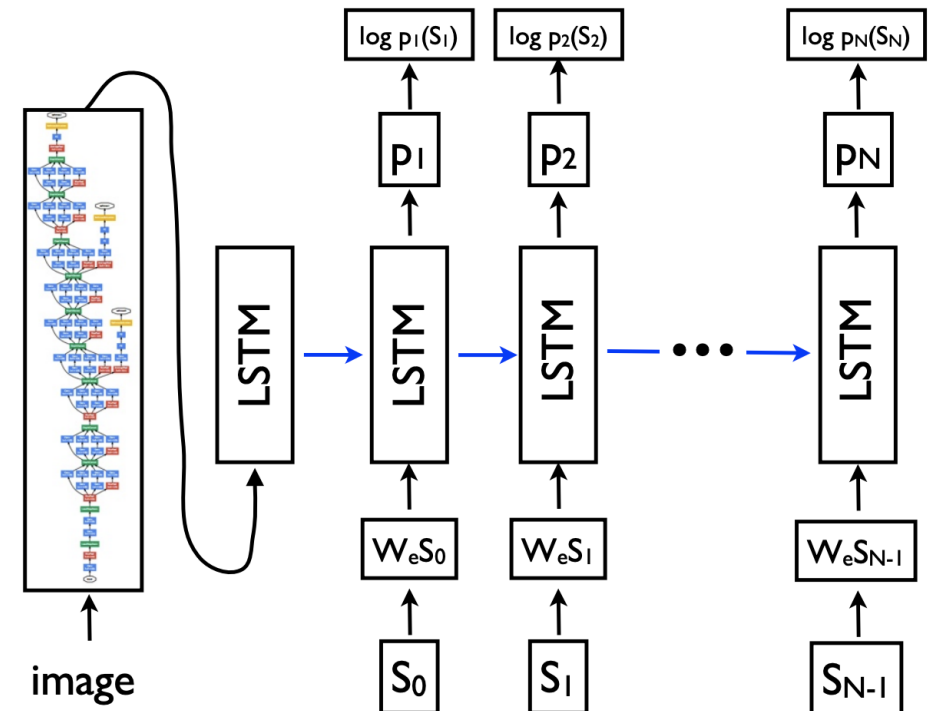 log p₁(S₁) log p₂(S₂) log pN(SN)
p₁ p₂ pN
LSTM LSTM LSTM ••• LSTM
WeS₀ WeS₁ WeSN-1
image S₀ S₁ SN-1